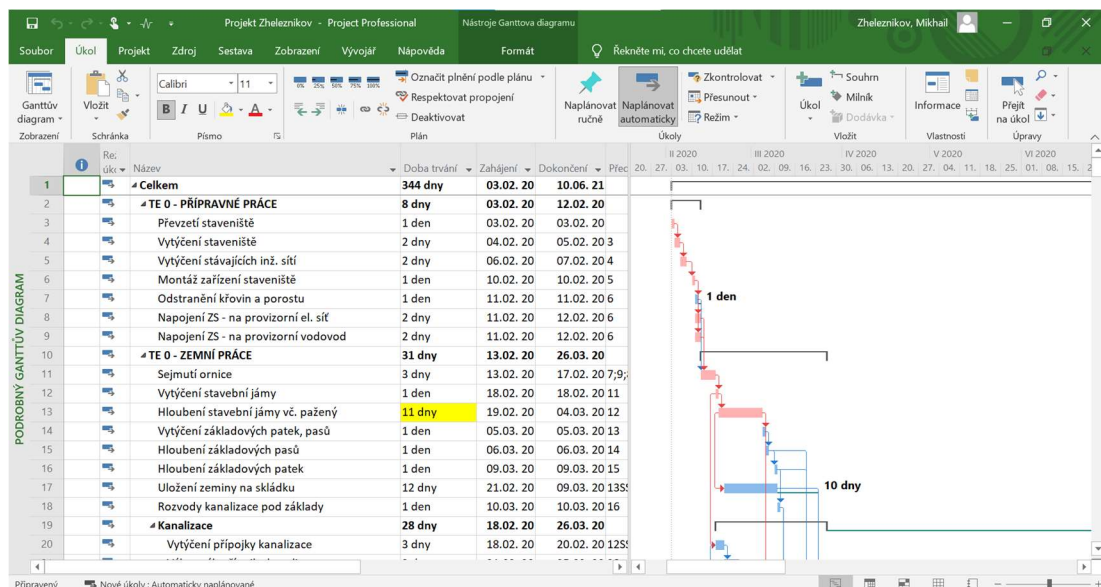 Projekt Zheleznikov - Project Professional
Nástroje Ganttova diagramu
Zheleznikov, Mikhail
Soubor Úkol Projekt Zdroj Sestava Zobrazení Vývojář Nápověda Formát Řekněte mi, co chcete udělat
Ganttův diagram
Zobrazení
Vložit
Schránka
Calibri 11
B I U A
Písmo
0% 25% 50% 75% 100%
Označit plnění podle plánu
Respektovat propojení
Deaktivovat
Plán
Naplánovat ručně
Naplánovat automaticky
Zkontrolovat
Přesunout
Režim
Úkoly
Úkol
Souhrn
Milník
Dodávka
Vložit
Informace
Vlastnosti
Přejít na úkol
Úpravy
Název Doba trvání Zahájení Dokončení Přec
II 2020 III 2020 IV 2020 V 2020 VI 2020
20. 27. 03. 10. 17. 24. 02. 09. 16. 23. 30. 06. 13. 20. 27. 04. 11. 18. 25. 01. 08. 15.
PODROBNÝ GANTTŮV DIAGRAM
1 Celkem 344 dny 03.02. 20 10.06. 21
2 TE 0 - PŘÍPRAVNÉ PRÁCE 8 dny 03.02. 20 12.02. 20
3 Převzetí staveniště 1 den 03.02. 20 03.02. 20
4 Vytýčení staveniště 2 dny 04.02. 20 05.02. 20 3
5 Vytýčení stávajících inž. sítí 2 dny 06.02. 20 07.02. 20 4
6 Montáž zařízení staveniště 1 den 10.02. 20 10.02. 20 5
7 Odstranění křovin a porostu 1 den 11.02. 20 11.02. 20 6
1 den
8 Napojení ZS - na provizorní el. síť 2 dny 11.02. 20 12.02. 20 6
9 Napojení ZS - na provizorní vodovod 2 dny 11.02. 20 12.02. 20 6
10 TE 0 - ZEMNÍ PRÁCE 31 dny 13.02. 20 26.03. 20
11 Sejmutí ornice 3 dny 13.02. 20 17.02. 20 7;9;
12 Vytýčení stavební jámy 1 den 18.02. 20 18.02. 20 11
13 Hloubení stavební jámy vč. pažený 11 dny 19.02. 20 04.03. 20 12
14 Vytýčení základových patek, pasů 1 den 05.03. 20 05.03. 20 13
15 Hloubení základových pasů 1 den 06.03. 20 06.03. 20 14
16 Hloubení základových patek 1 den 09.03. 20 09.03. 20 15
17 Uložení zeminy na skládku 12 dny 21.02. 20 09.03. 20 13SS
10 dny
18 Rozvody kanalizace pod základy 1 den 10.03. 20 10.03. 20 16
19 Kanalizace 28 dny 18.02. 20 26.03. 20
20 Vytýčení přípojky kanalizace 3 dny 18.02. 20 20.02. 20 12SS
Připravený Nové úkoly : Automaticky naplánované